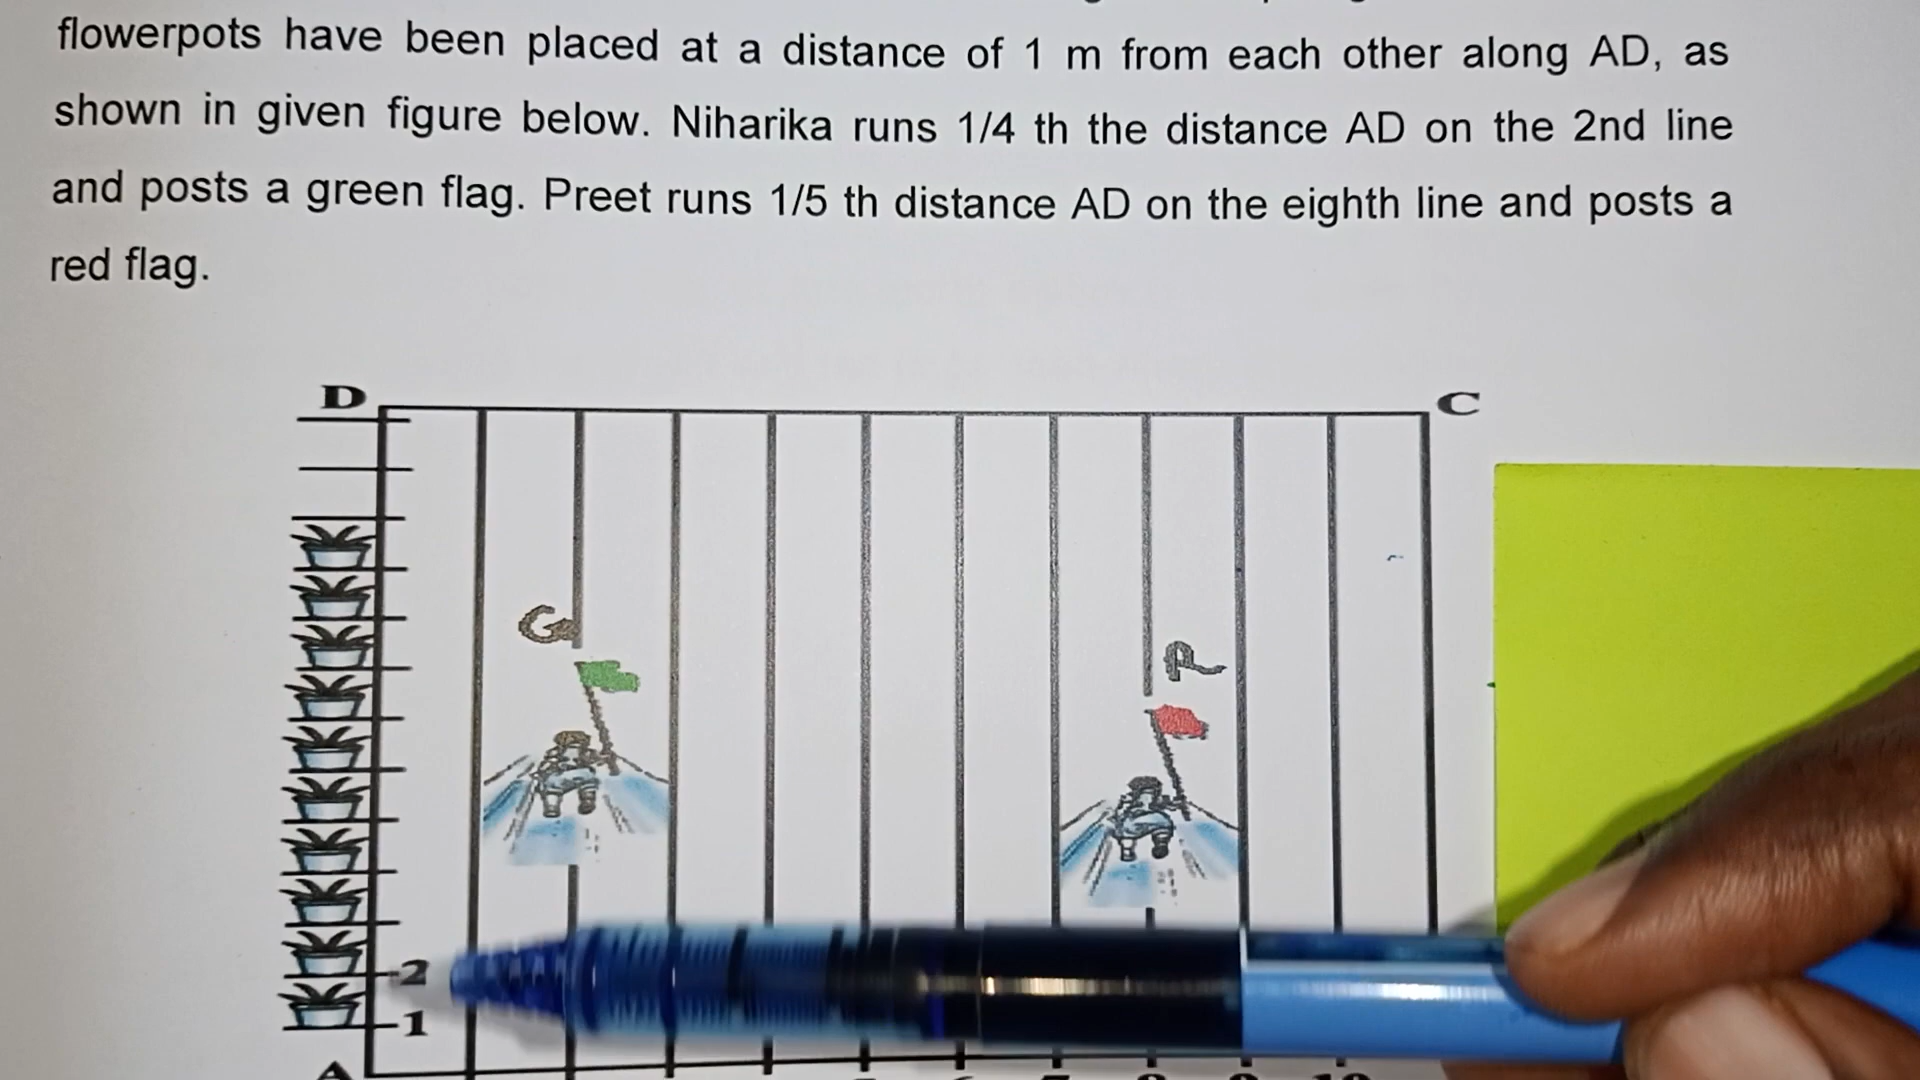 flowerpots have been placed at a distance of 1 m from each other along AD, as
shown in given figure below. Niharika runs 1/4 th the distance AD on the 2nd line
and posts a green flag. Preet runs 1/5 th distance AD on the eighth line and posts a
red flag.
D
C
G
R
2
1
A